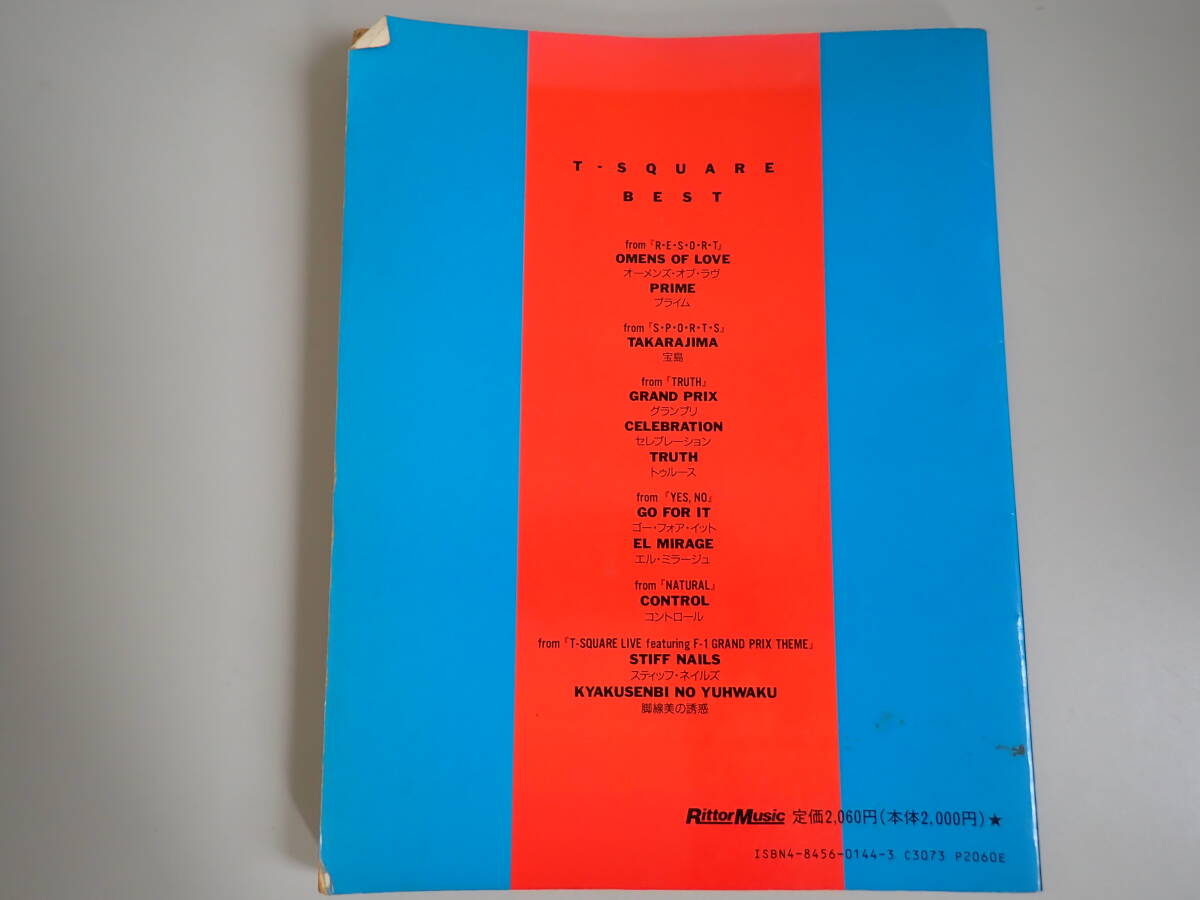 T-SQUARE
BEST
from『R・E・S・O・R・T』
OMENS OF LOVE
オーメンズ・オブ・ラヴ
PRIME
プライム
from『S・P・O・R・T・S』
TAKARAJIMA
宝島
from『TRUTH』
GRAND PRIX
グランプリ
CELEBRATION
セレブレーション
TRUTH
トゥルース
from『YES, NO』
GO FOR IT
ゴー・フォア・イット
EL MIRAGE
エル・ミラージュ
from『NATURAL』
CONTROL
コントロール
from『T-SQUARE LIVE featuring F-1 GRAND PRIX THEME』
STIFF NAILS
スティッフ・ネイルズ
KYAKUSENBI NO YUHWAKU
脚線美の誘惑
RittorMusic 定価2,060円(本体2,000円)★
ISBN4-8456-0144-3 C3073 P2060E